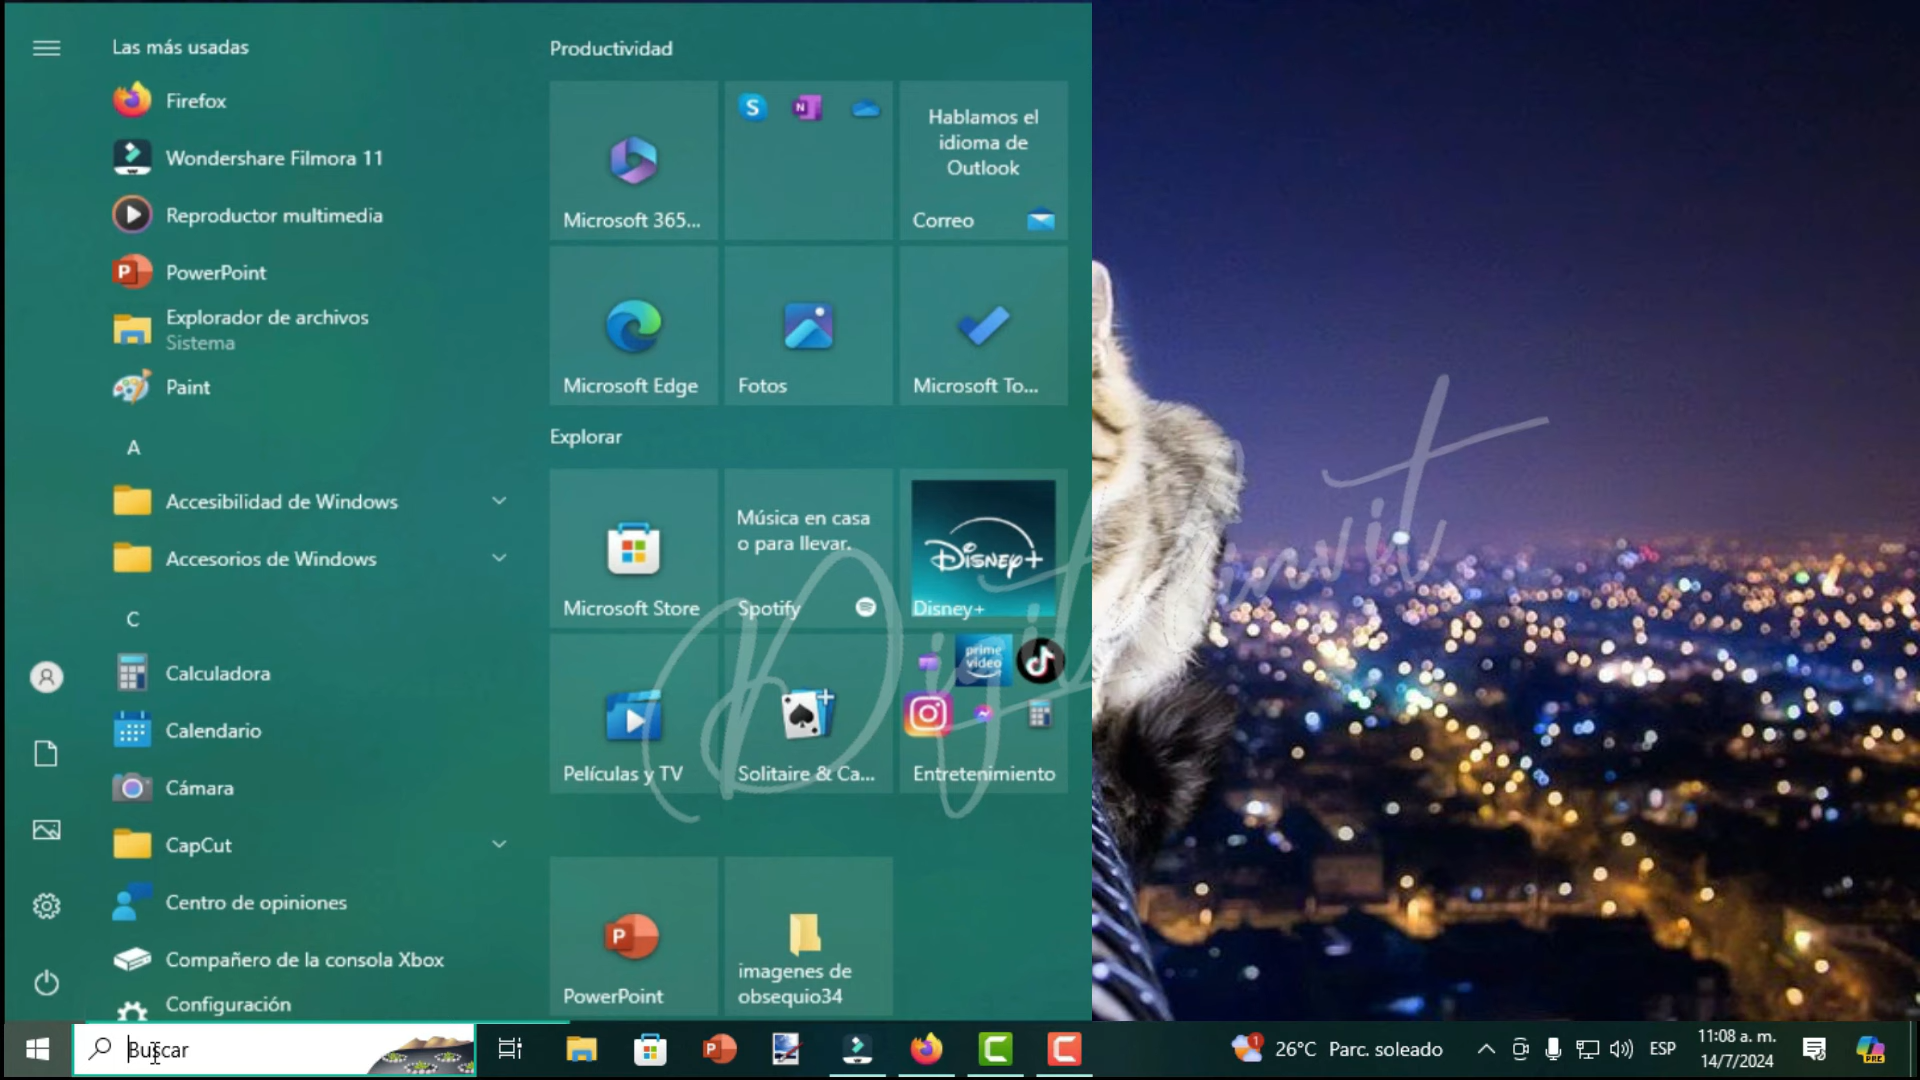 Las más usadas
Firefox
Wondershare Filmora 11
Reproductor multimedia
PowerPoint
Explorador de archivos
Sistema
Paint
A
Accesibilidad de Windows
Accesorios de Windows
C
Calculadora
Calendario
Cámara
CapCut
Centro de opiniones
Compañero de la consola Xbox
Configuración
Productividad
Microsoft 365...
Hablamos el
idioma de
Outlook
Correo
Microsoft Edge
Fotos
Microsoft To...
Explorar
Microsoft Store
Música en casa
o para llevar.
Spotify
Disney+
Disney+
Películas y TV
Solitaire & Ca...
prime
video
Entretenimiento
PowerPoint
imagenes de
obsequio34
Buscar
1
26°C Parc. soleado
ESP
11:08 a. m.
14/7/2024
PRE